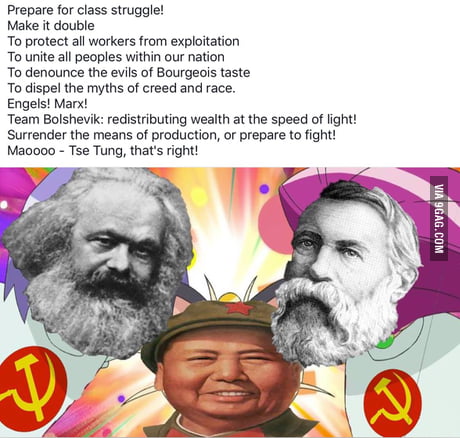 Prepare for class struggle!
Make it double
To protect all workers from exploitation
To unite all peoples within our nation
To denounce the evils of Bourgeois taste
To dispel the myths of creed and race.
Engels! Marx!
Team Bolshevik: redistributing wealth at the speed of light!
Surrender the means of production, or prepare to fight!
Maoooo - Tse Tung, that's right!
VIA 9GAG.COM